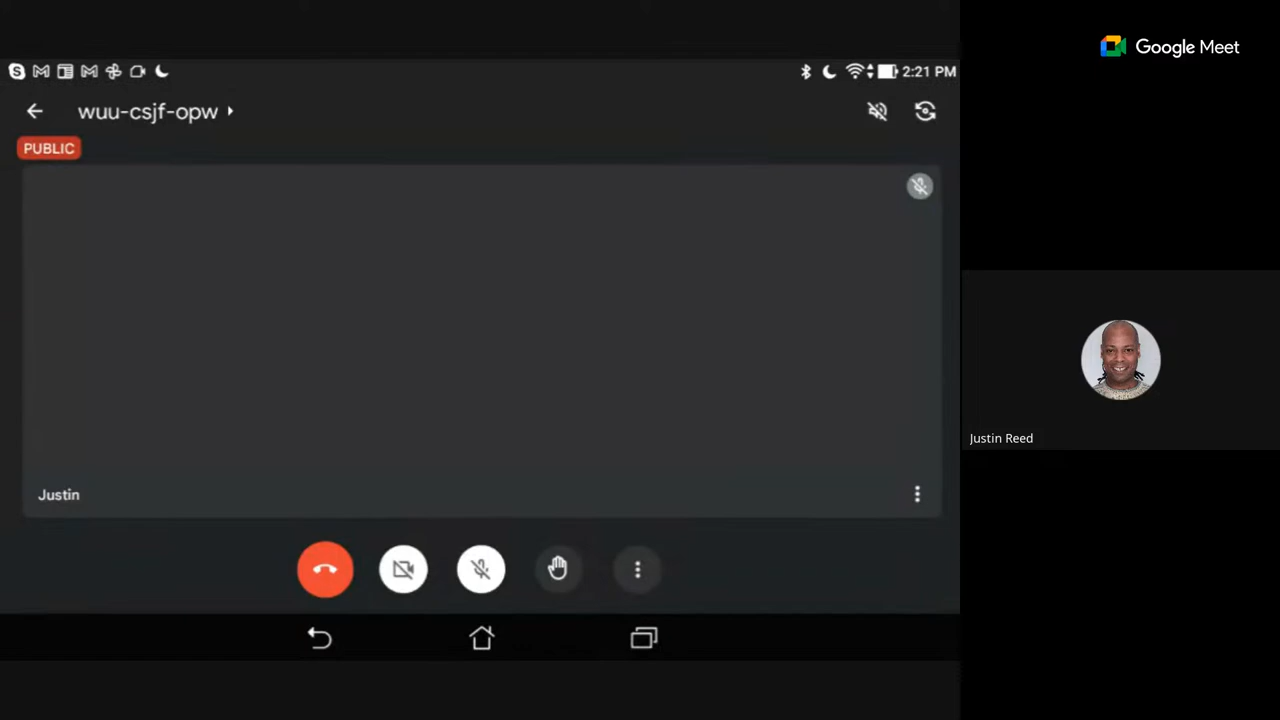 2:21 PM
Google Meet
wuu-csjf-opw
PUBLIC
Justin
Justin Reed